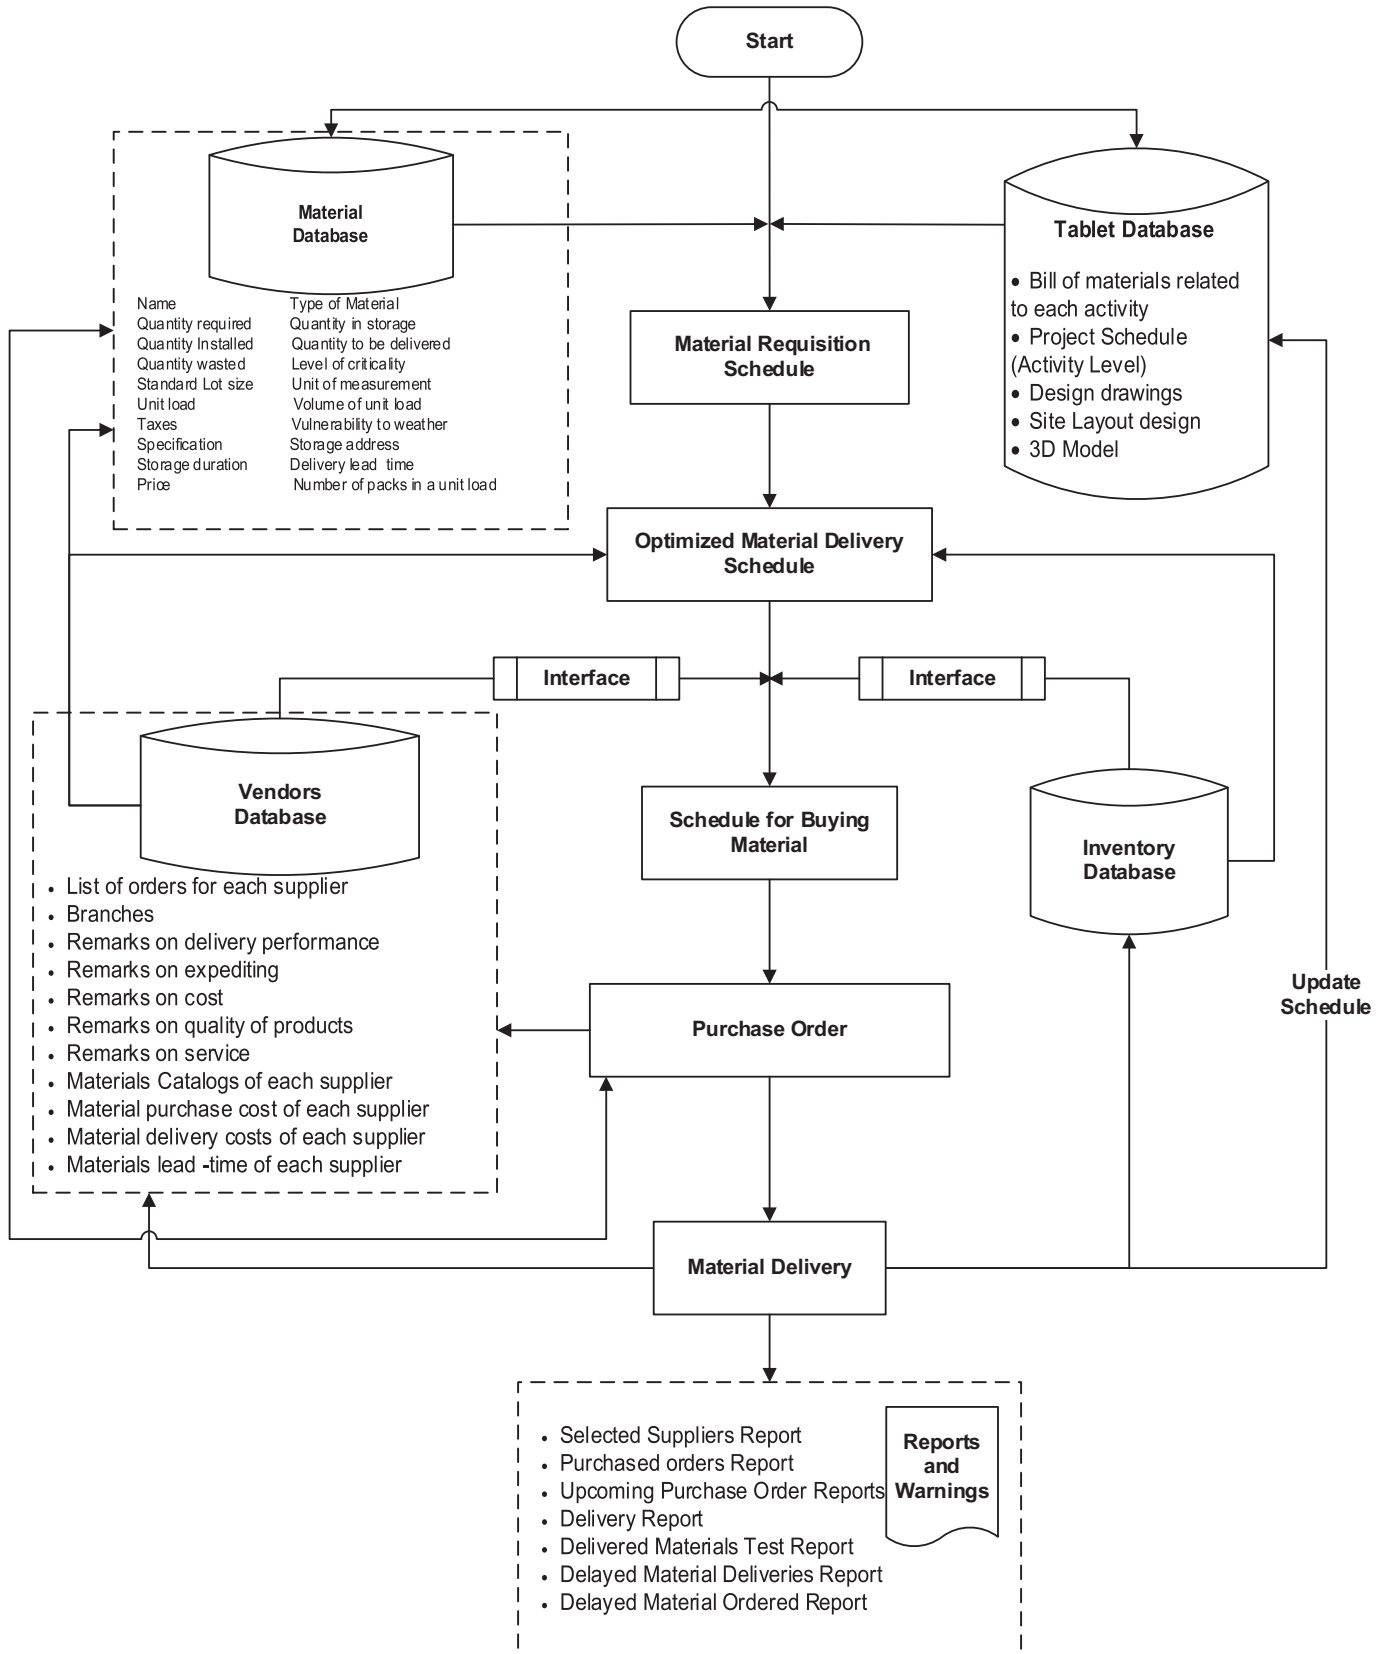 Start
Material
Database
Name Type of Material
Quantity required Quantity in storage
Quantity Installed Quantity to be delivered
Quantity wasted Level of criticality
Standard Lot size Unit of measurement
Unit load Volume of unit load
Taxes Vulnerability to weather
Specification Storage address
Storage duration Delivery lead time
Price Number of packs in a unit load
Tablet Database
• Bill of materials related
to each activity
• Project Schedule
(Activity Level)
• Design drawings
• Site Layout design
• 3D Model
Material Requisition
Schedule
Optimized Material Delivery
Schedule
Interface
Interface
Vendors
Database
• List of orders for each supplier
• Branches
• Remarks on delivery performance
• Remarks on expediting
• Remarks on cost
• Remarks on quality of products
• Remarks on service
• Materials Catalogs of each supplier
• Material purchase cost of each supplier
• Material delivery costs of each supplier
• Materials lead -time of each supplier
Schedule for Buying
Material
Inventory
Database
Purchase Order
Update
Schedule
Material Delivery
• Selected Suppliers Report
• Purchased orders Report
• Upcoming Purchase Order Reports
• Delivery Report
• Delivered Materials Test Report
• Delayed Material Deliveries Report
• Delayed Material Ordered Report
Reports
and
Warnings